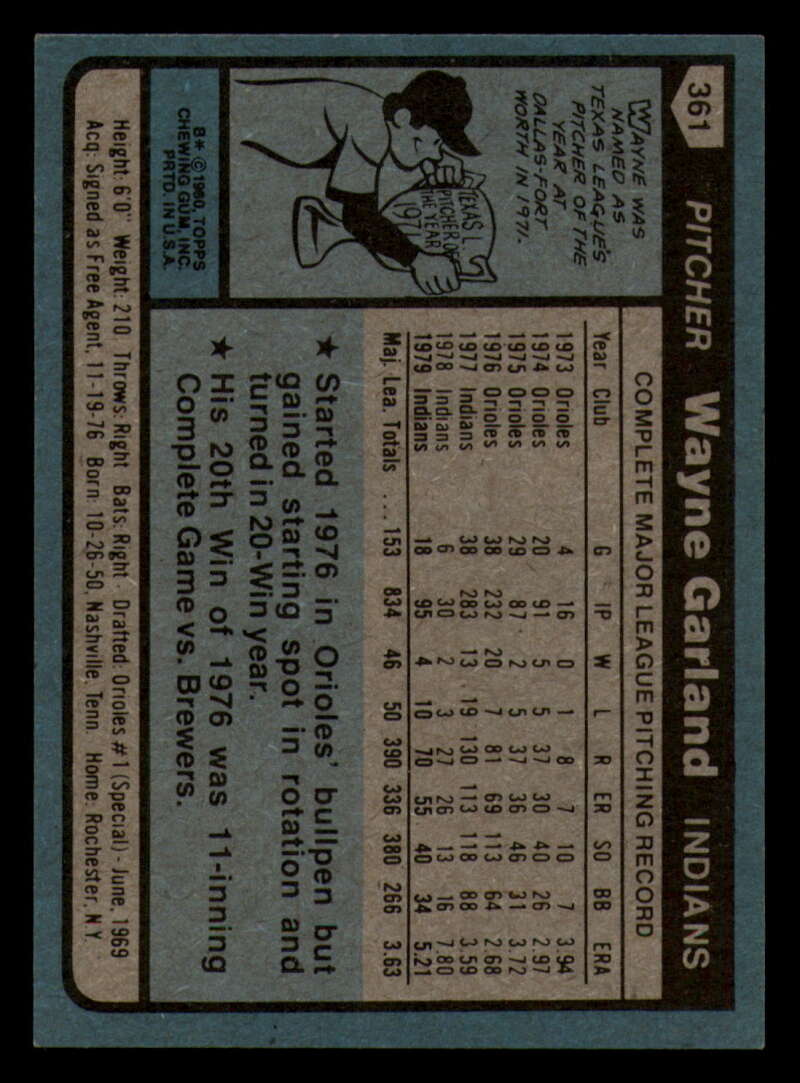 361 PITCHER Wayne Garland INDIANS
WAYNE WAS
NAMED AS
TEXAS LEAGUE'S
PITCHER OF THE
YEAR AT
DALLAS-FORT
WORTH IN 1971.
TEXAS L.
PITCHER OF
THE YEAR
1971
8* © 1980 TOPPS
CHEWING GUM, INC.
PRTD. IN U.S.A.
COMPLETE MAJOR LEAGUE PITCHING RECORD
Year Club G IP W L R ER SO BB ERA
1973 Orioles 4 16 0 1 8 7 10 7 3.94
1974 Orioles 20 91 5 5 37 30 40 26 2.97
1975 Orioles 29 87 2 5 37 36 46 31 3.72
1976 Orioles 38 232 20 7 81 69 113 64 2.68
1977 Indians 38 283 13 19 130 113 118 88 3.59
1978 Indians 6 30 2 3 27 26 13 16 7.80
1979 Indians 18 95 4 10 70 55 40 34 5.21
Maj. Lea. Totals ... 153 834 46 50 390 336 380 266 3.63
★ Started 1976 in Orioles' bullpen but
gained starting spot in rotation and
turned in 20-Win year.
★ His 20th Win of 1976 was 11-inning
Complete Game vs. Brewers.
Height: 6'0" Weight: 210 Throws: Right Bats: Right Drafted: Orioles #1 (Special) - June, 1969
Acq: Signed as Free Agent, 11-19-76 Born: 10-26-50, Nashville, Tenn. Home: Rochester, N.Y.